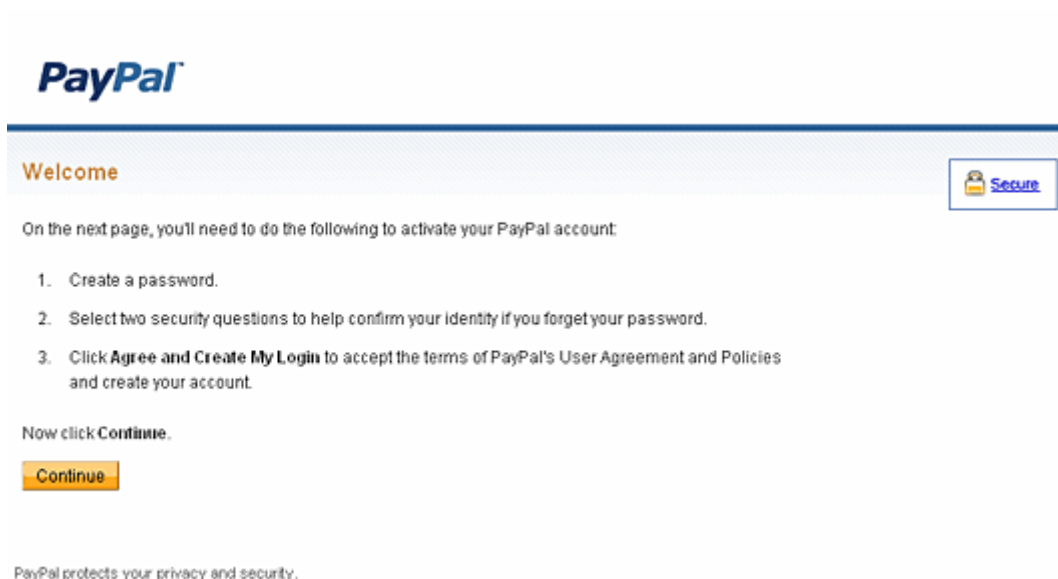 PayPal
Welcome
Secure
On the next page, you'll need to do the following to activate your PayPal account:
1. Create a password.
2. Select two security questions to help confirm your identity if you forget your password.
3. Click Agree and Create My Login to accept the terms of PayPal's User Agreement and Policies
and create your account.
Now click Continue.
Continue
PayPal protects your privacy and security.